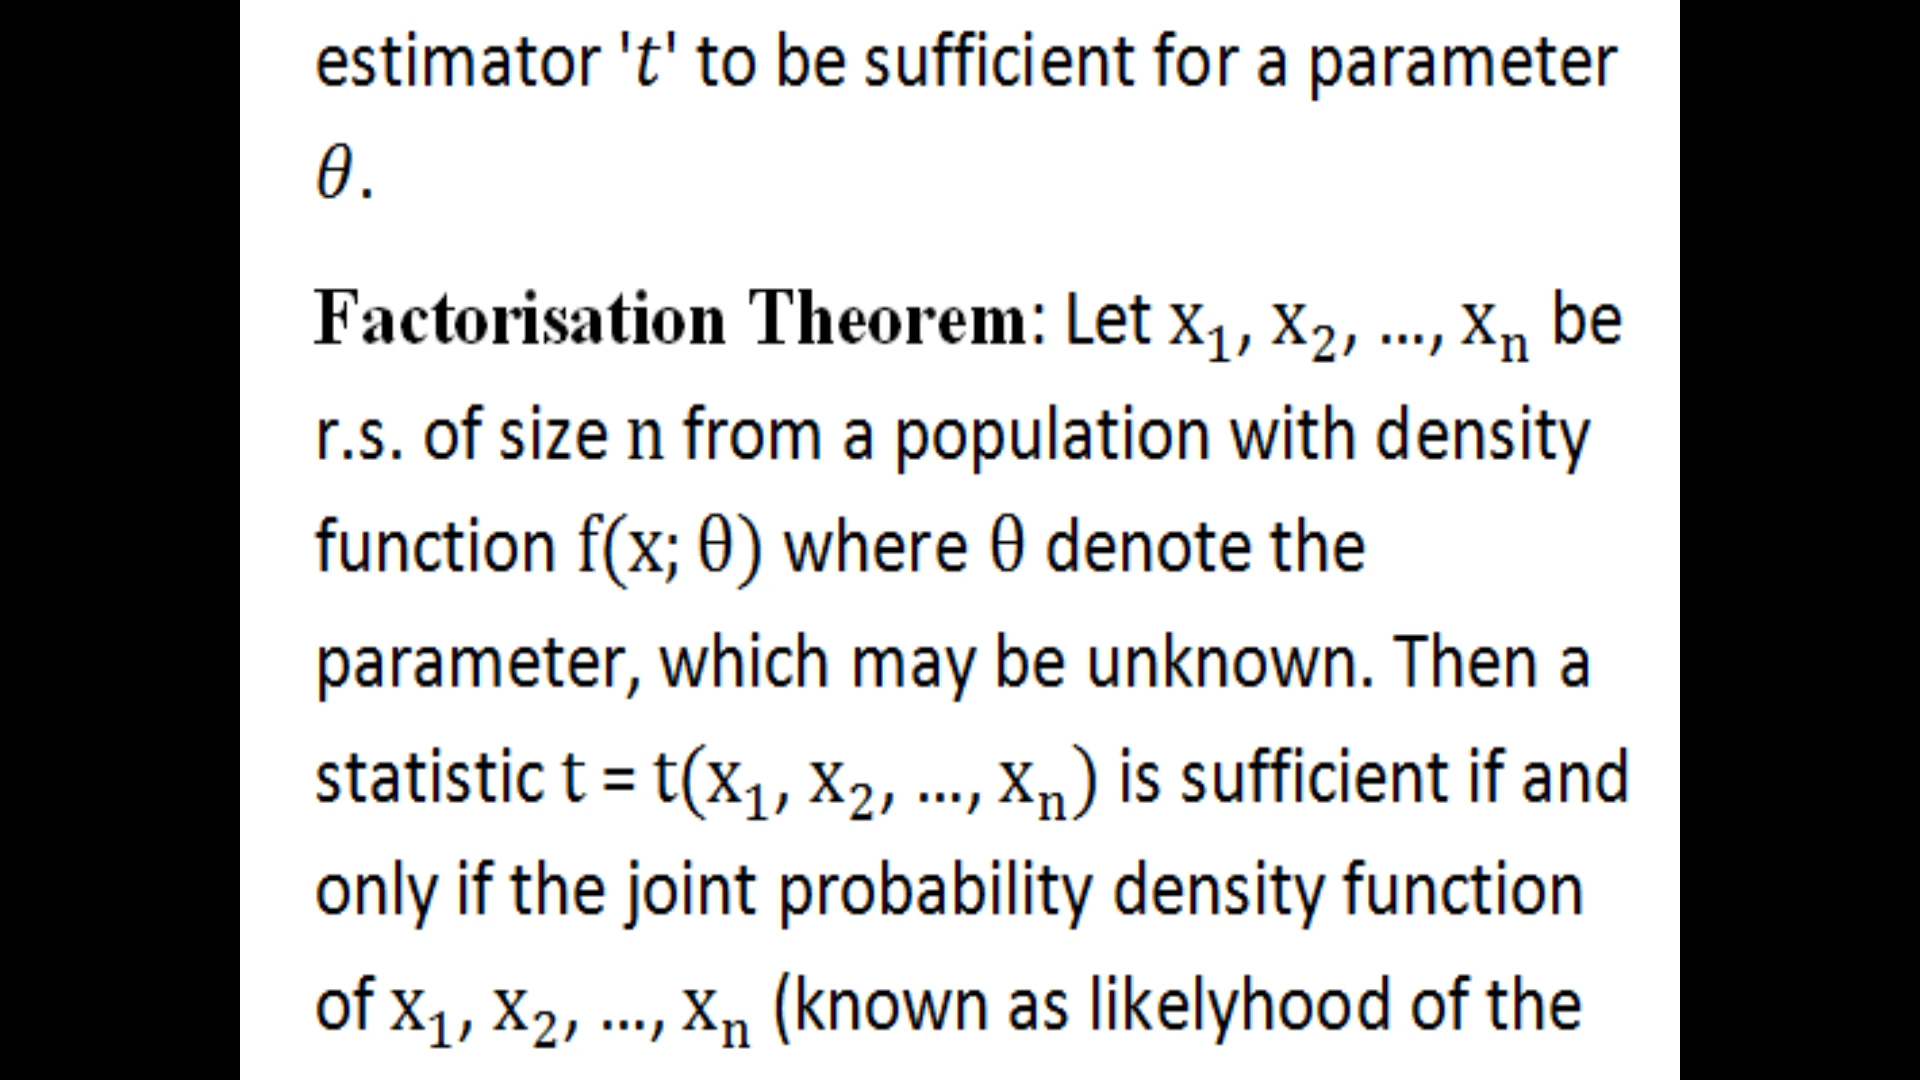 estimator 't' to be sufficient for a parameter
θ.
Factorisation Theorem: Let x₁, x₂, ..., xₙ be
r.s. of size n from a population with density
function f(x; θ) where θ denote the
parameter, which may be unknown. Then a
statistic t = t(x₁, x₂, ..., xₙ) is sufficient if and
only if the joint probability density function
of x₁, x₂, ..., xₙ (known as likelyhood of the